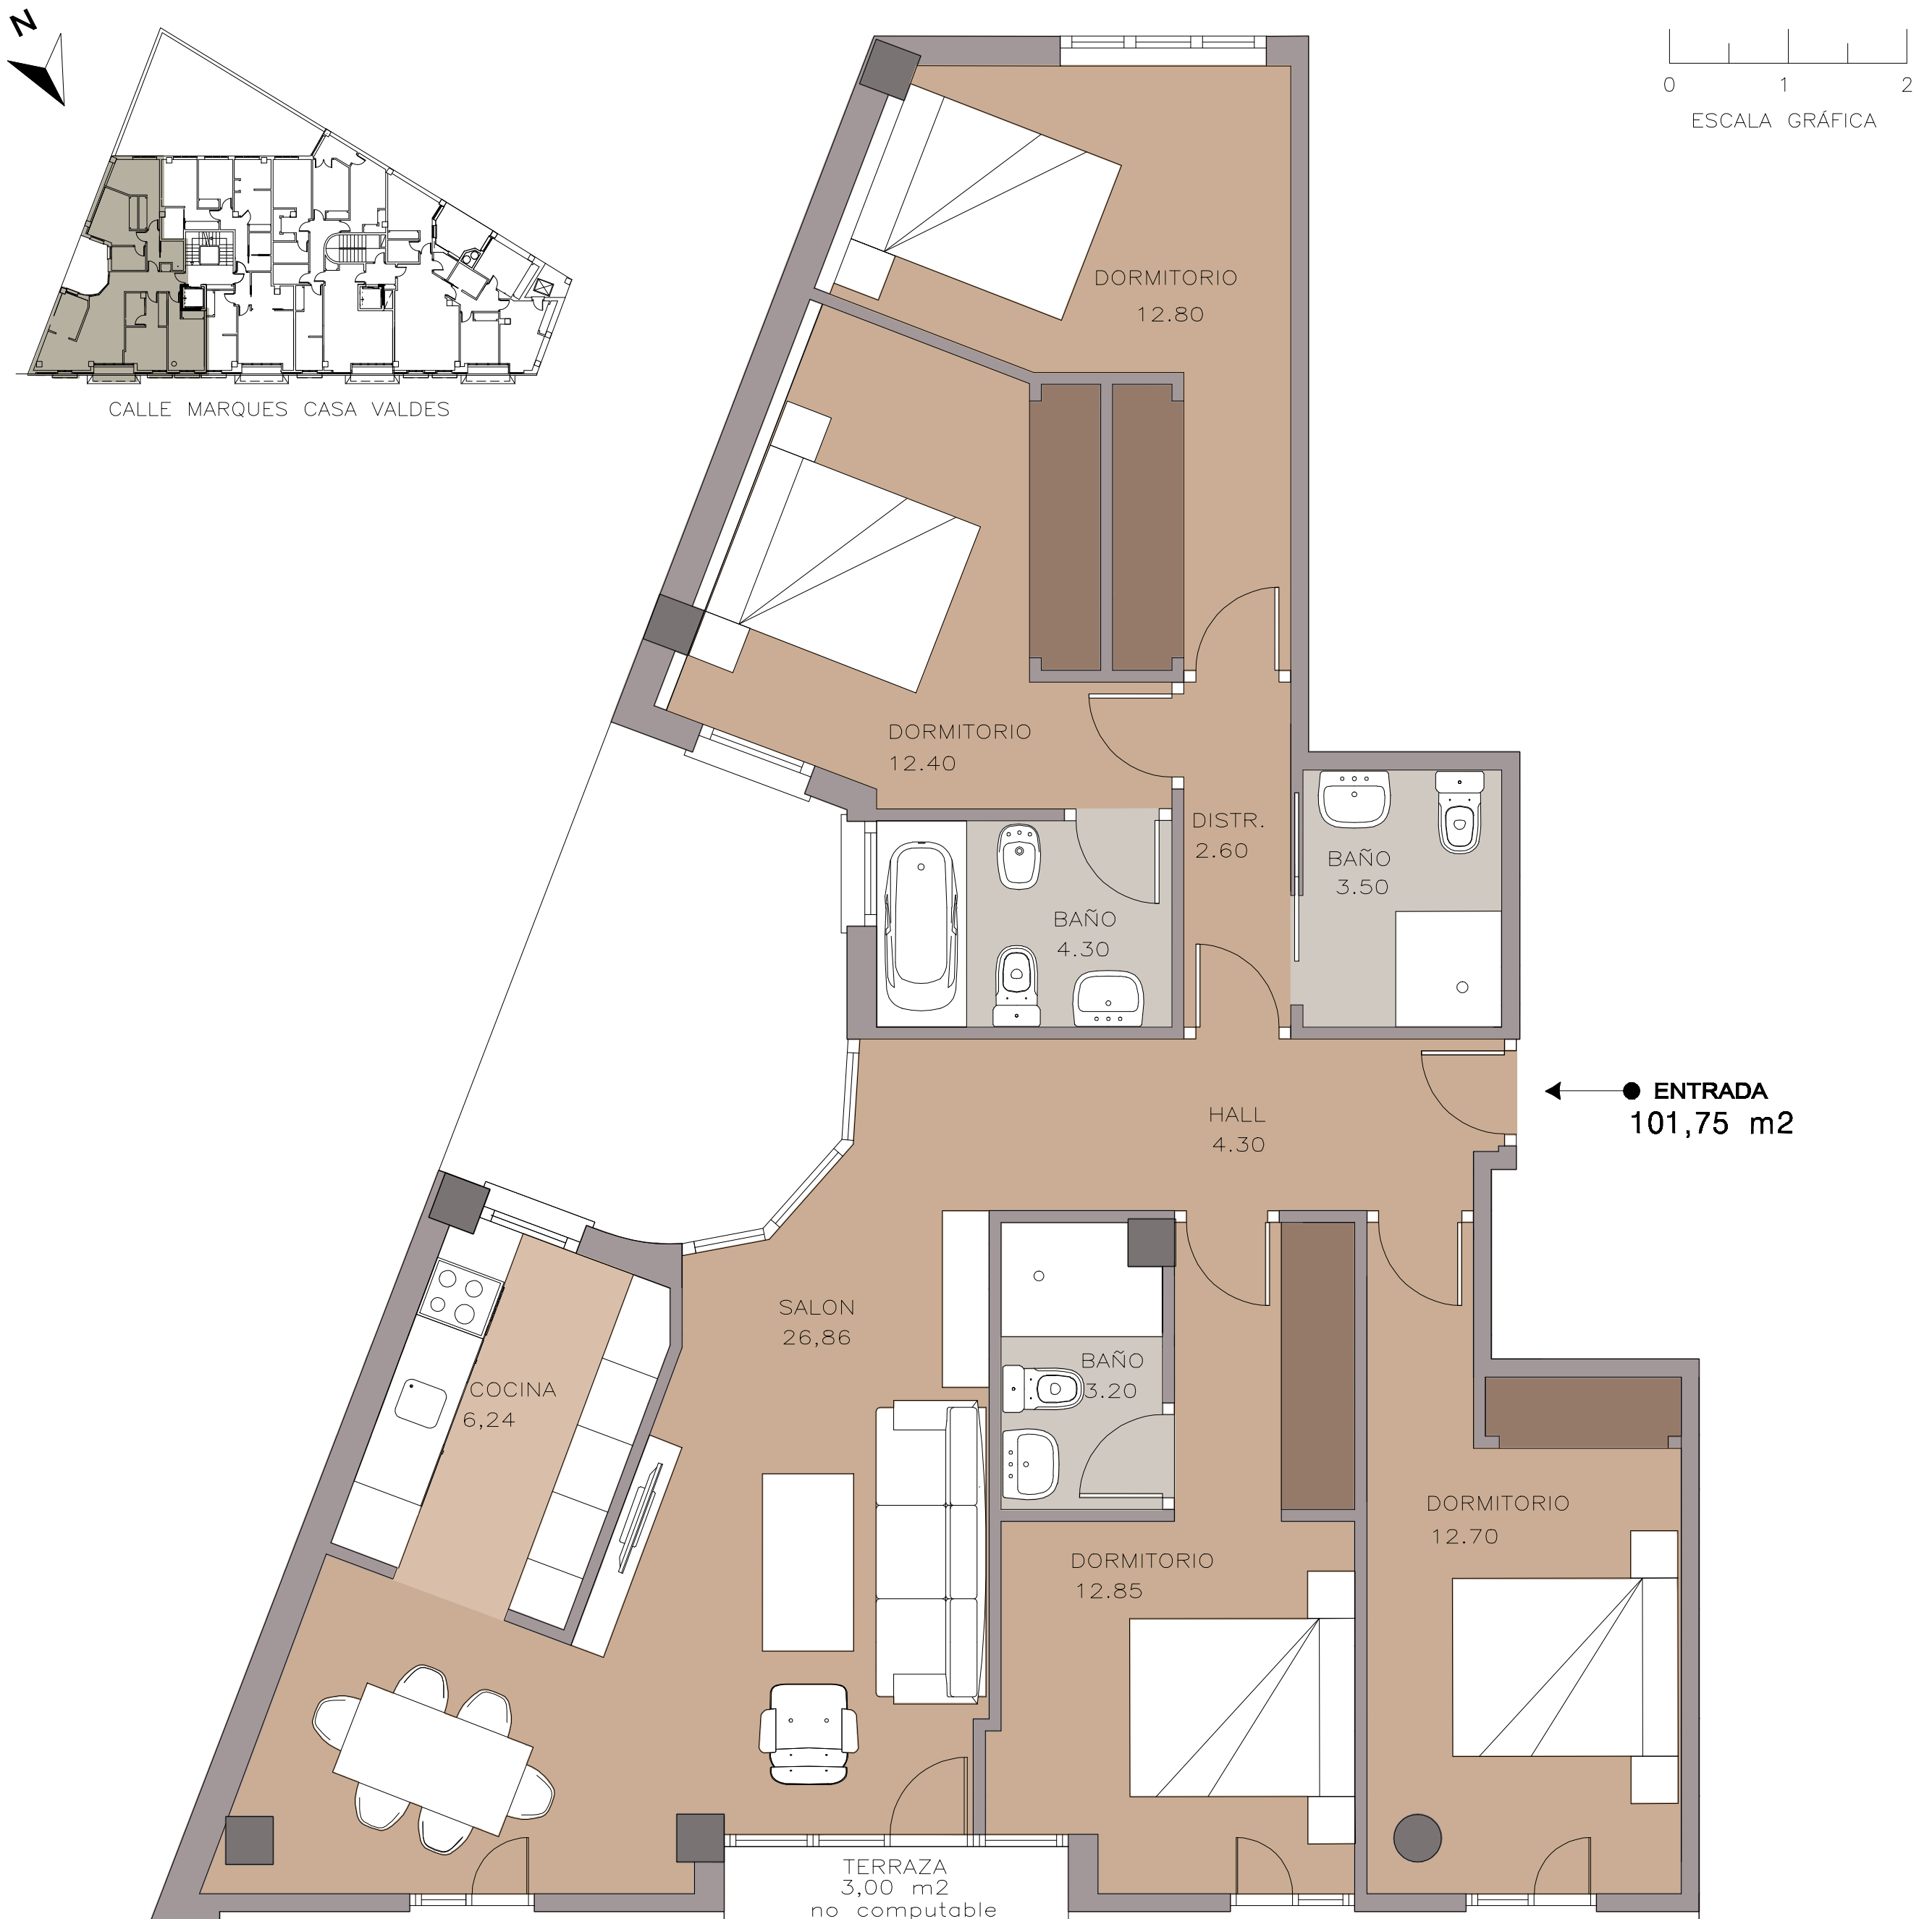 N
0 1 2
ESCALA GRÁFICA
CALLE MARQUES CASA VALDES
DORMITORIO
12.80
DORMITORIO
12.40
DISTR.
2.60
BAÑO
3.50
BAÑO
4.30
ENTRADA
101,75 m2
HALL
4.30
SALON
26,86
BAÑO
3.20
COCINA
6,24
DORMITORIO
12.70
DORMITORIO
12.85
TERRAZA
3,00 m2
no computable